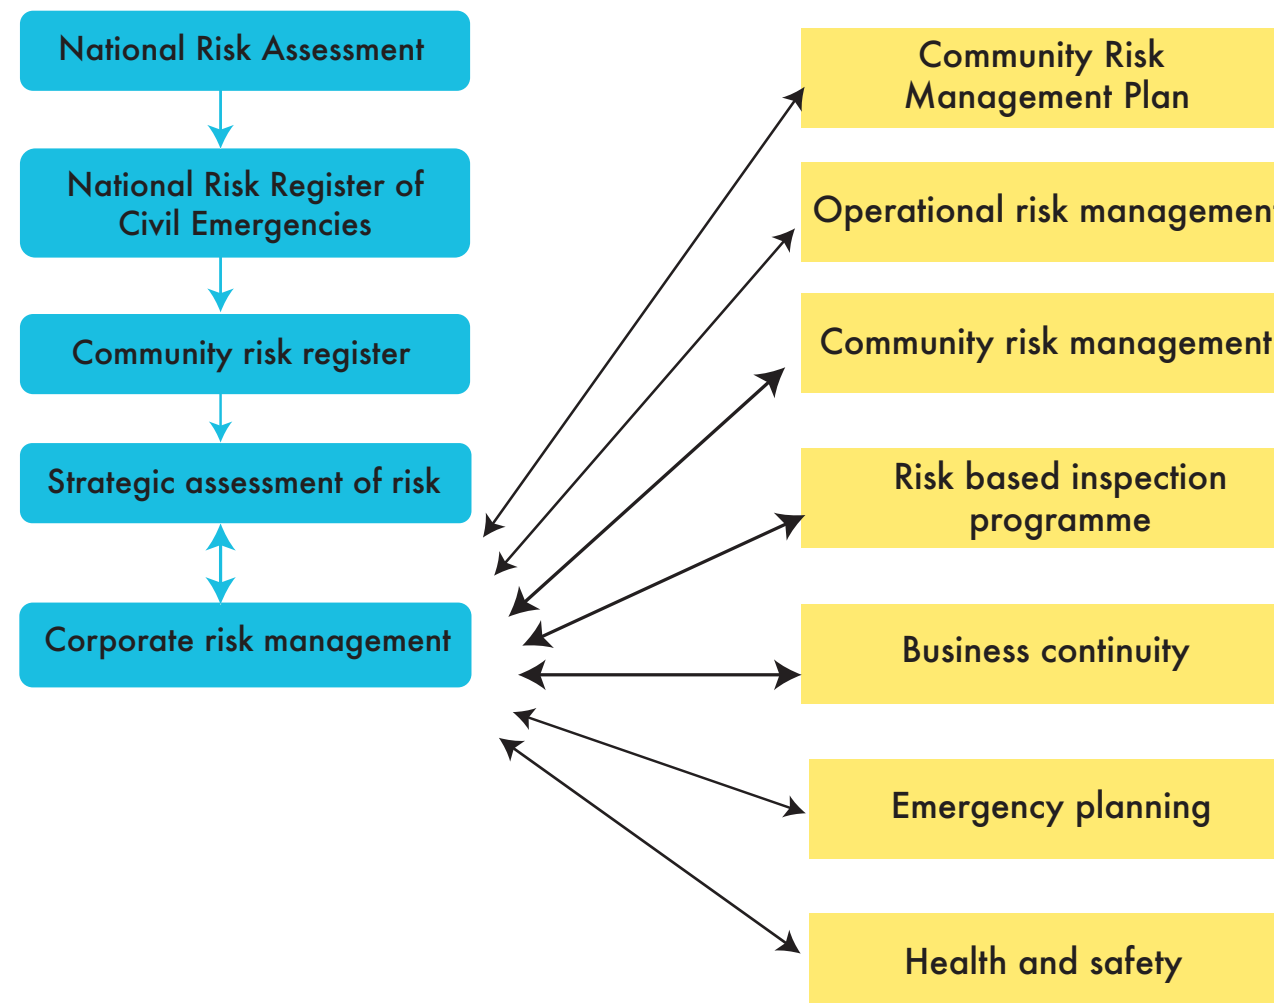 National Risk Assessment
National Risk Register of
Civil Emergencies
Community risk register
Strategic assessment of risk
Corporate risk management
Community Risk
Management Plan
Operational risk management
Community risk management
Risk based inspection
programme
Business continuity
Emergency planning
Health and safety